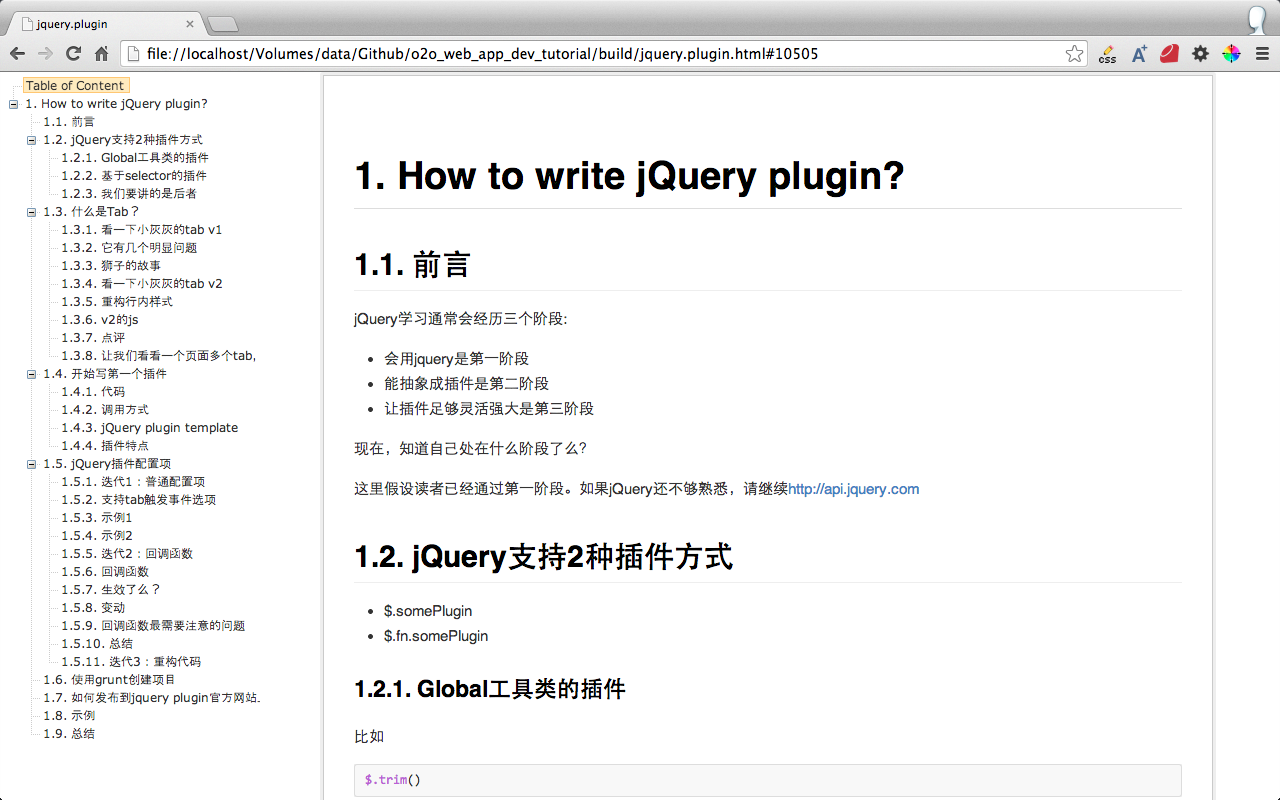 jquery.plugin
file://localhost/Volumes/data/Github/o2o_web_app_dev_tutorial/build/jquery.plugin.html#10505
css
Table of Content
1. How to write jQuery plugin?
1.1. 前言
1.2. jQuery支持2种插件方式
1.2.1. Global工具类的插件
1.2.2. 基于selector的插件
1.2.3. 我们要讲的是后者
1.3. 什么是Tab？
1.3.1. 看一下小灰灰的tab v1
1.3.2. 它有几个明显问题
1.3.3. 狮子的故事
1.3.4. 看一下小灰灰的tab v2
1.3.5. 重构行内样式
1.3.6. v2的js
1.3.7. 点评
1.3.8. 让我们看看一个页面多个tab,
1.4. 开始写第一个插件
1.4.1. 代码
1.4.2. 调用方式
1.4.3. jQuery plugin template
1.4.4. 插件特点
1.5. jQuery插件配置项
1.5.1. 迭代1：普通配置项
1.5.2. 支持tab触发事件选项
1.5.3. 示例1
1.5.4. 示例2
1.5.5. 迭代2：回调函数
1.5.6. 回调函数
1.5.7. 生效了么？
1.5.8. 变动
1.5.9. 回调函数最需要注意的问题
1.5.10. 总结
1.5.11. 迭代3：重构代码
1.6. 使用grunt创建项目
1.7. 如何发布到jquery plugin官方网站.
1.8. 示例
1.9. 总结
1. How to write jQuery plugin?
1.1. 前言
jQuery学习通常会经历三个阶段:
• 会用jquery是第一阶段
• 能抽象成插件是第二阶段
• 让插件足够灵活强大是第三阶段
现在，知道自己处在什么阶段了么?
这里假设读者已经通过第一阶段。如果jQuery还不够熟悉，请继续http://api.jquery.com
1.2. jQuery支持2种插件方式
• $.somePlugin
• $.fn.somePlugin
1.2.1. Global工具类的插件
比如
$.trim()